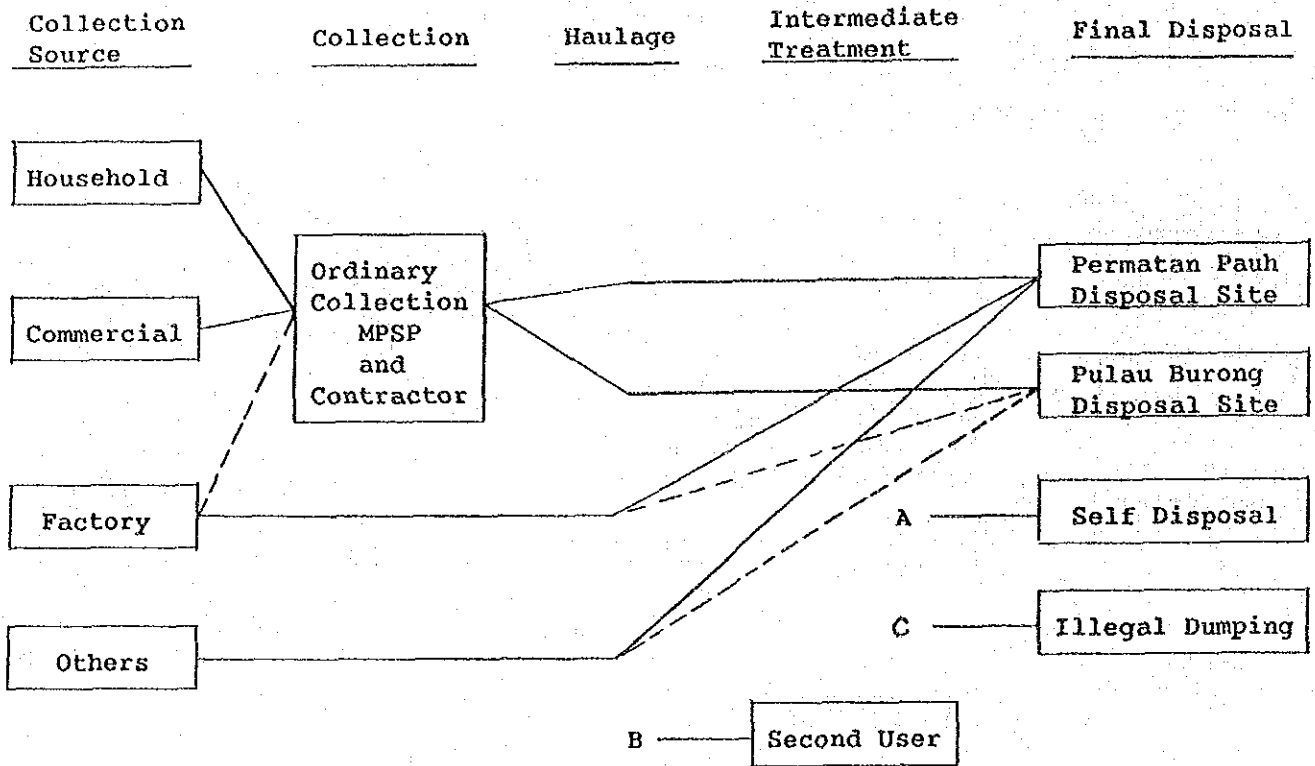 Collection
Source
Collection
Haulage
Intermediate
Treatment
Final Disposal
Household
Commercial
Factory
Others
Ordinary
Collection
MPSP
and
Contractor
Permatan Pauh
Disposal Site
Pulau Burong
Disposal Site
A
Self Disposal
C
Illegal Dumping
B
Second User